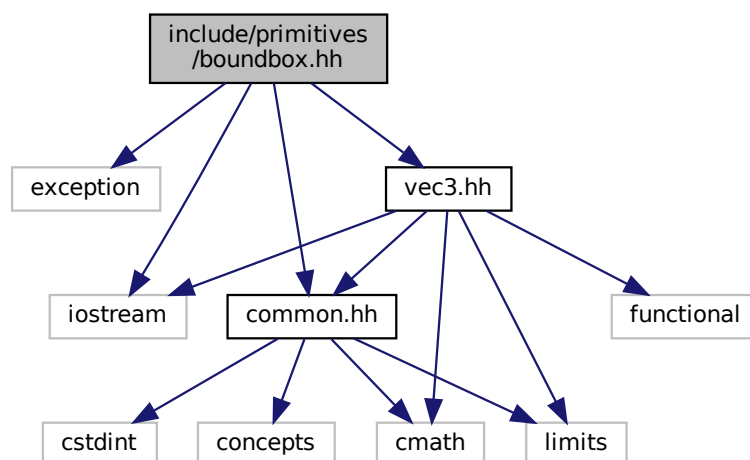 include/primitives
/boundbox.hh
exception
vec3.hh
iostream
common.hh
functional
cstdint
concepts
cmath
limits